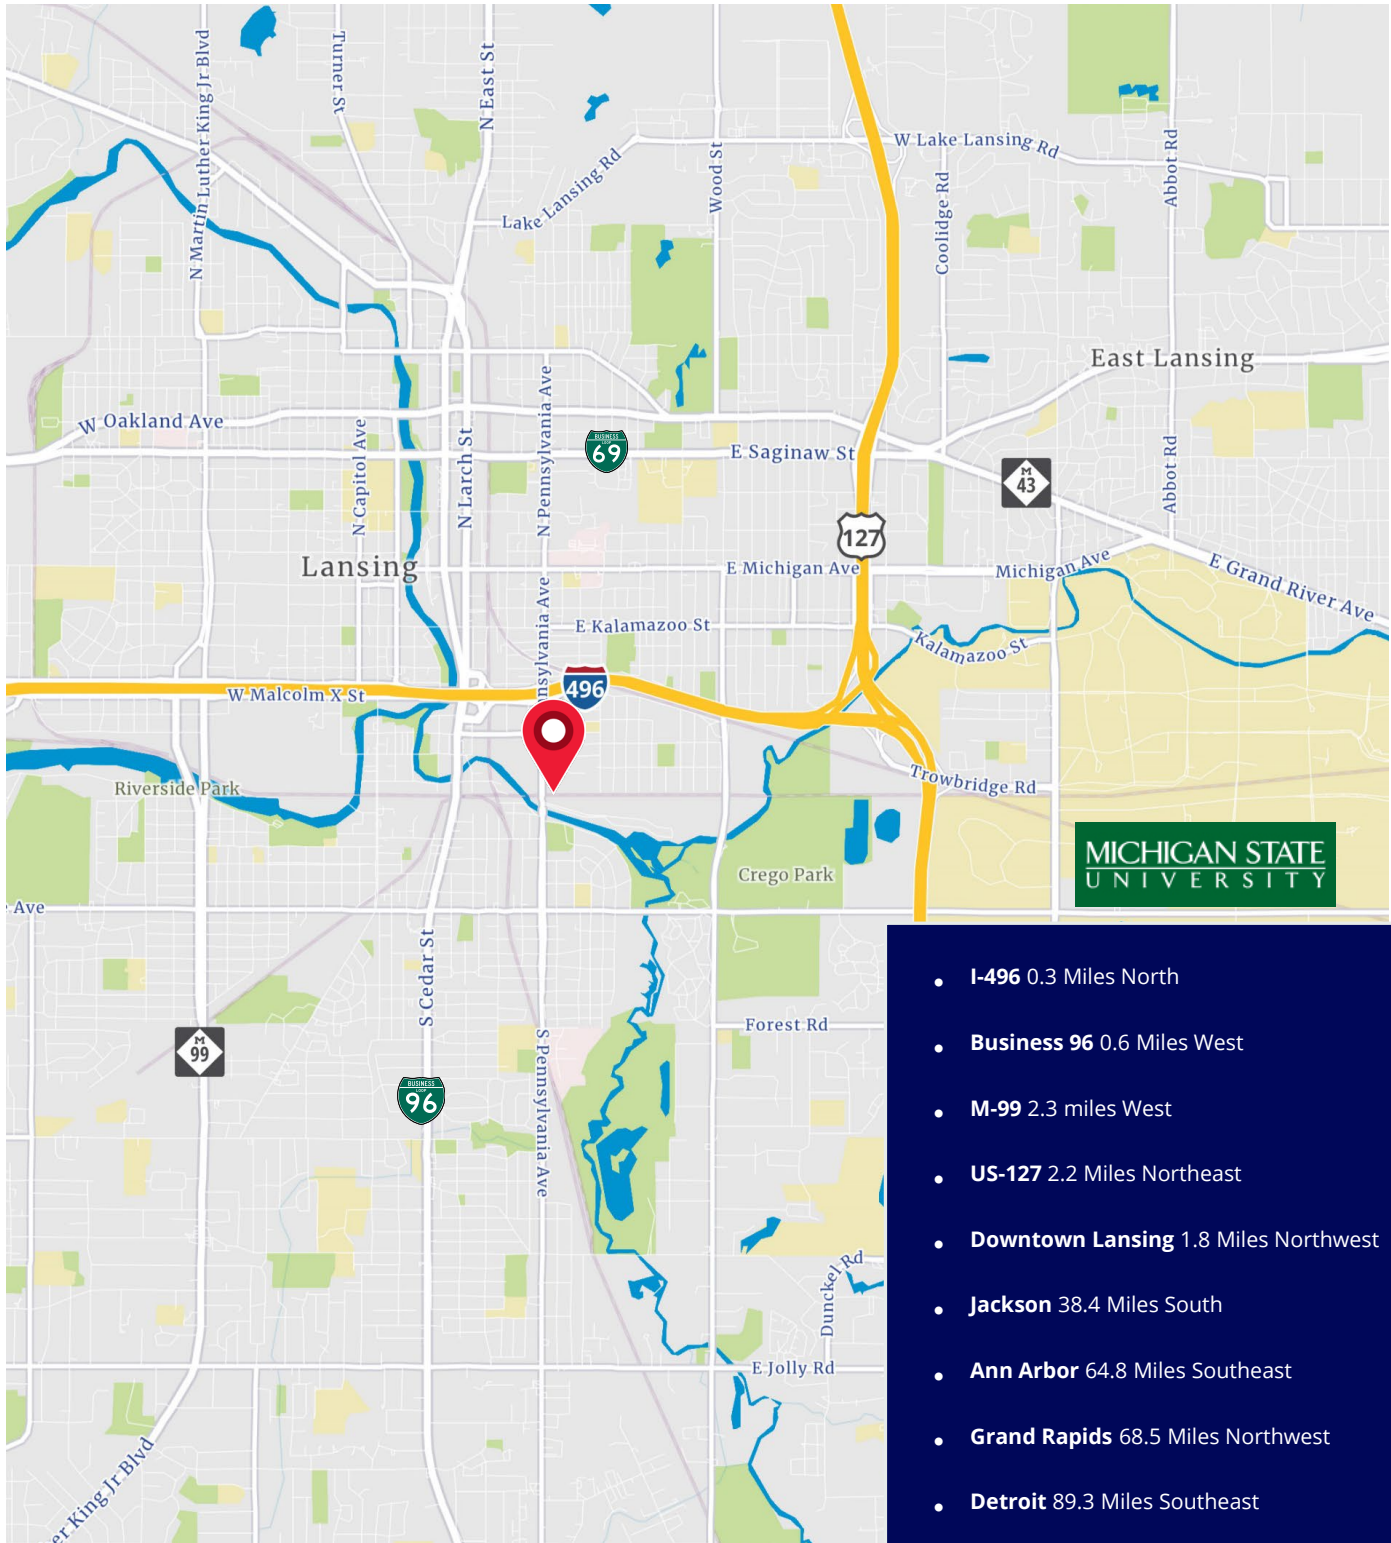 N Martin Luther King Jr Blvd
Turner St
N East St
Lake Lansing Rd
Wood St
W Lake Lansing Rd
Coolidge Rd
Abbot Rd
East Lansing
W Oakland Ave
N Capitol Ave
N Larch St
N Pennsylvania Ave
BUSINESS
LOOP
69
E Saginaw St
M
43
Abbot Rd
127
Lansing
E Michigan Ave
Michigan Ave
E Grand River Ave
nsylvania Ave
E Kalamazoo St
Kalamazoo St
W Malcolm X St
496
Riverside Park
Trowbridge Rd
MICHIGAN STATE
UNIVERSITY
Crego Park
Ave
S Cedar St
Forest Rd
M
99
S Pennsylvania Ave
BUSINESS
LOOP
96
Dunckel Rd
E Jolly Rd
er King Jr Blvd
• I-496 0.3 Miles North
• Business 96 0.6 Miles West
• M-99 2.3 miles West
• US-127 2.2 Miles Northeast
• Downtown Lansing 1.8 Miles Northwest
• Jackson 38.4 Miles South
• Ann Arbor 64.8 Miles Southeast
• Grand Rapids 68.5 Miles Northwest
• Detroit 89.3 Miles Southeast